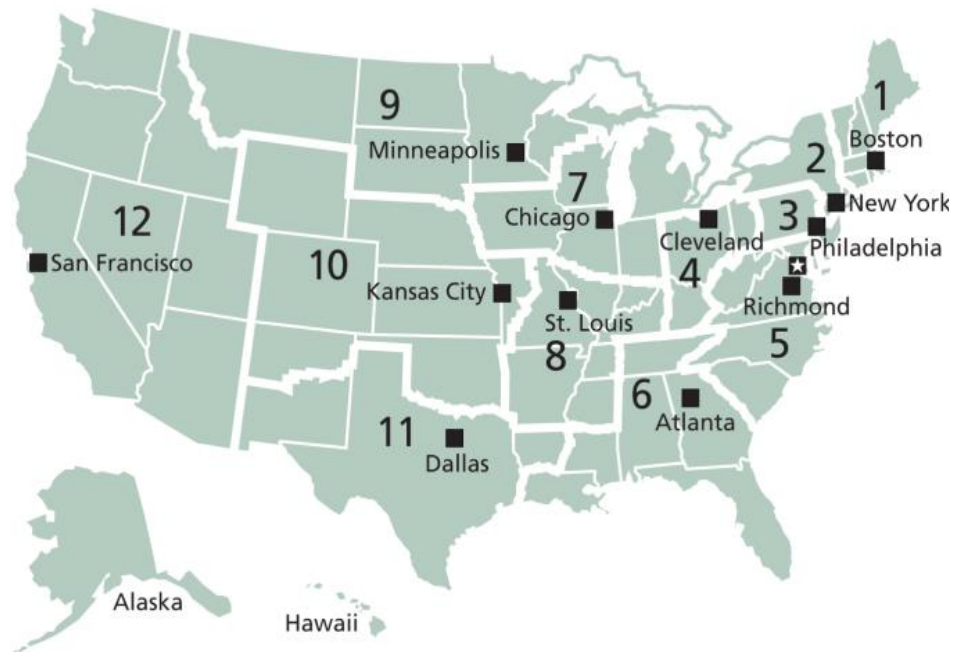 1
Boston
9
2
Minneapolis
7
New York
3
12
Chicago
Cleveland
Philadelphia
San Francisco
10
4
Kansas City
Richmond
St. Louis
5
8
6
Atlanta
11
Dallas
Alaska
Hawaii